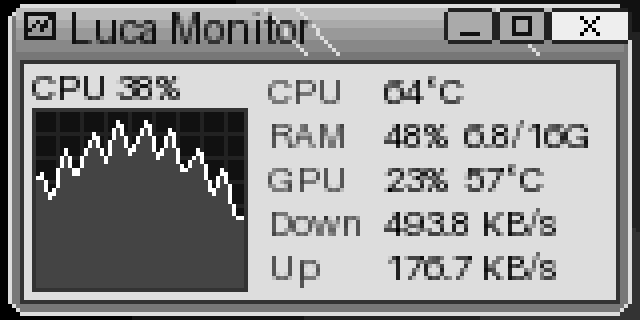 Luca Monitor
CPU 38%
CPU 64°C
RAM 48% 6.8/16G
GPU 23% 57°C
Down 493.8 KB/s
Up 176.7 KB/s